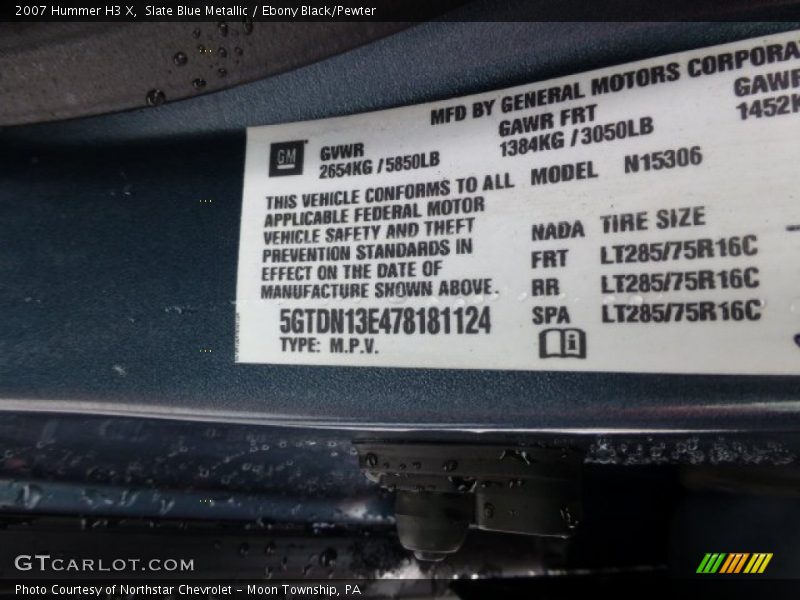 2007 Hummer H3 X, Slate Blue Metallic / Ebony Black/Pewter
MFD BY GENERAL MOTORS CORPORA
GM
GVWR
2654KG / 5850LB
GAWR FRT
1384KG / 3050LB
GAWR
1452K
THIS VEHICLE CONFORMS TO ALL
APPLICABLE FEDERAL MOTOR
VEHICLE SAFETY AND THEFT
PREVENTION STANDARDS IN
EFFECT ON THE DATE OF
MANUFACTURE SHOWN ABOVE.
5GTDN13E478181124
TYPE: M.P.V.
MODEL N15306
NADA TIRE SIZE
FRT LT285/75R16C
RR LT285/75R16C
SPA LT285/75R16C
GTCARLOT.COM
Photo Courtesy of Northstar Chevrolet - Moon Township, PA